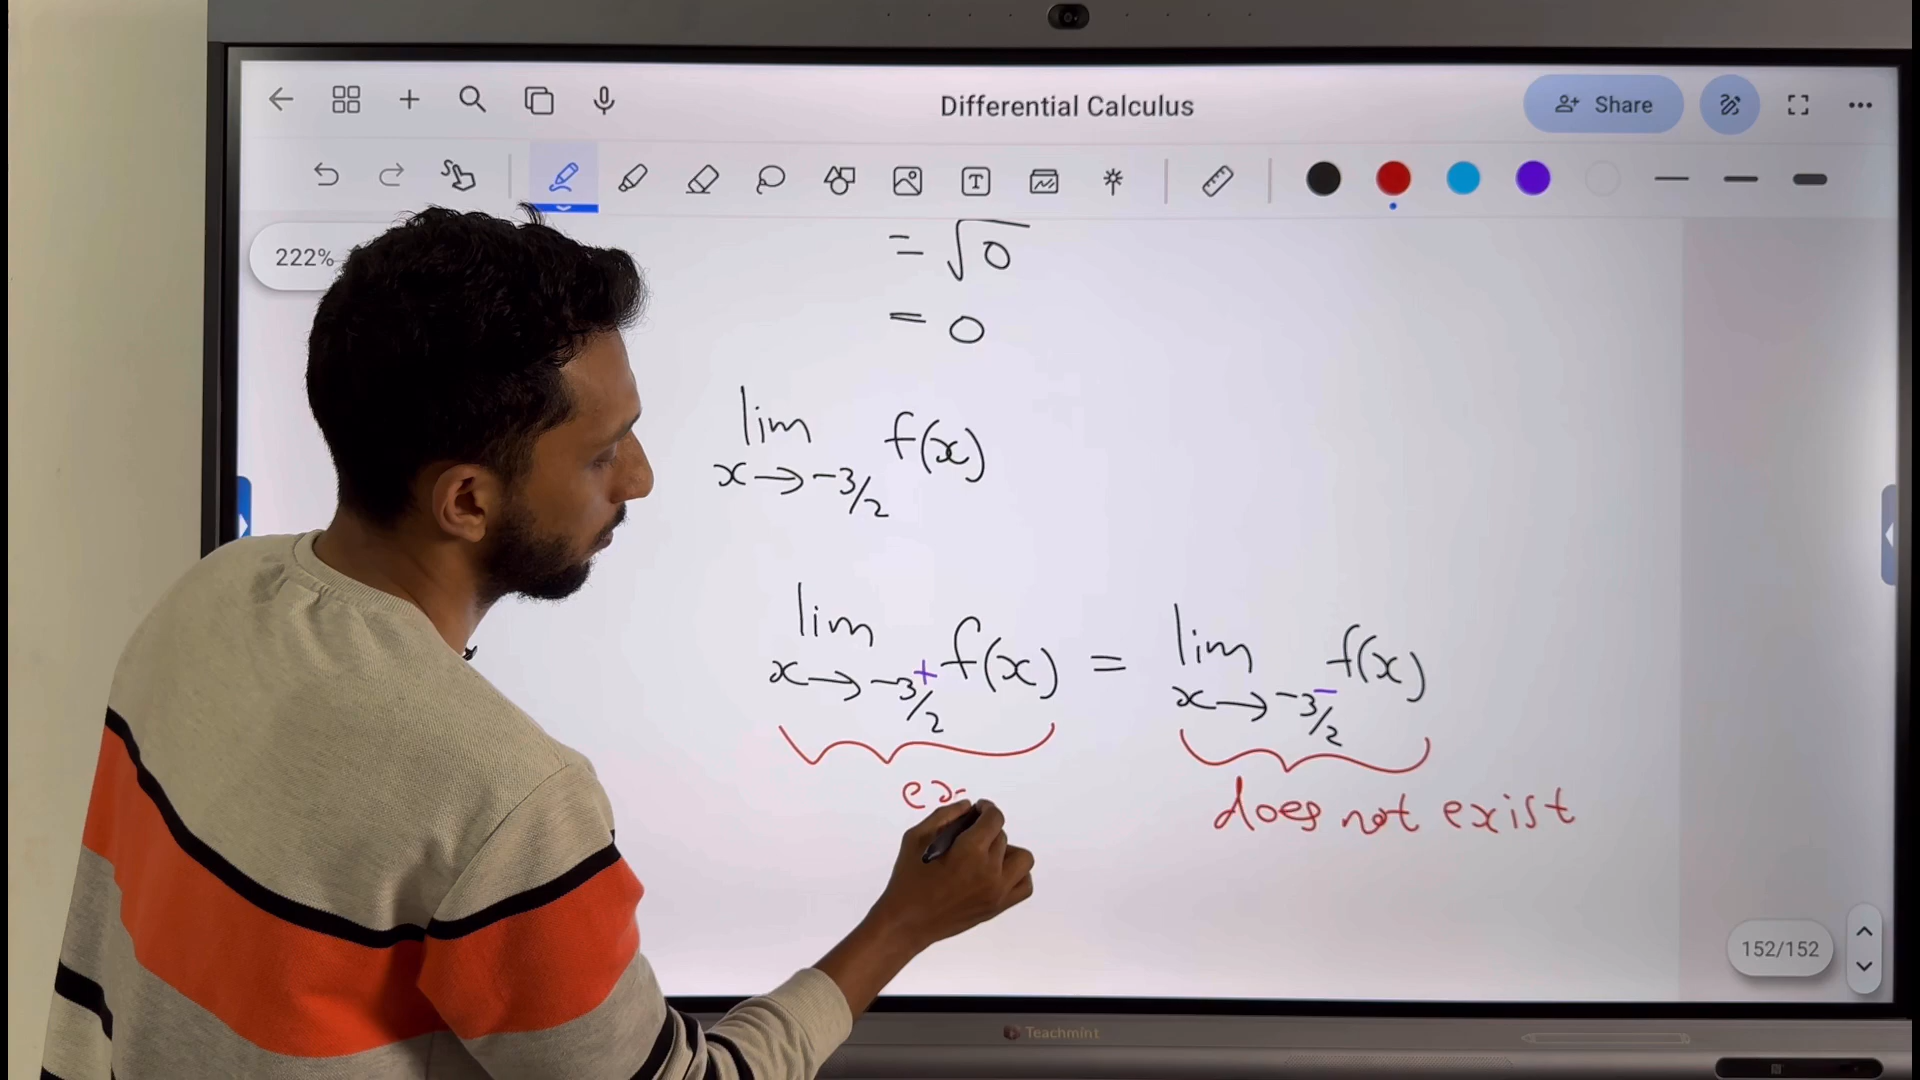 Differential Calculus
Share
222%
= √0
= 0
lim f(x)
x→-3/2
lim f(x) = lim f(x)
x→-3⁺/2 x→-3⁻/2
ex
does not exist
152/152
Teachmint